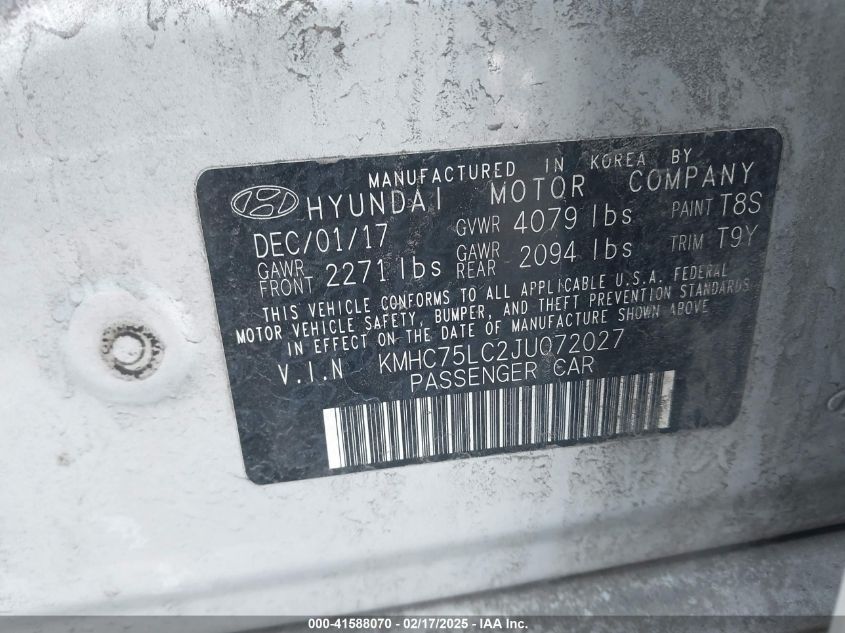 MANUFACTURED IN KOREA BY
HYUNDAI MOTOR COMPANY
DEC/01/17 GVWR 4079 lbs PAINT T8S
GAWR FRONT 2271 lbs GAWR REAR 2094 lbs TRIM T9Y
THIS VEHICLE CONFORMS TO ALL APPLICABLE U.S.A. FEDERAL
MOTOR VEHICLE SAFETY, BUMPER, AND THEFT PREVENTION STANDARDS
IN EFFECT ON THE DATE OF MANUFACTURE SHOWN ABOVE
V.I.N KMHC75LC2JU072027
PASSENGER CAR
000-41588070 - 02/17/2025 - IAA Inc.